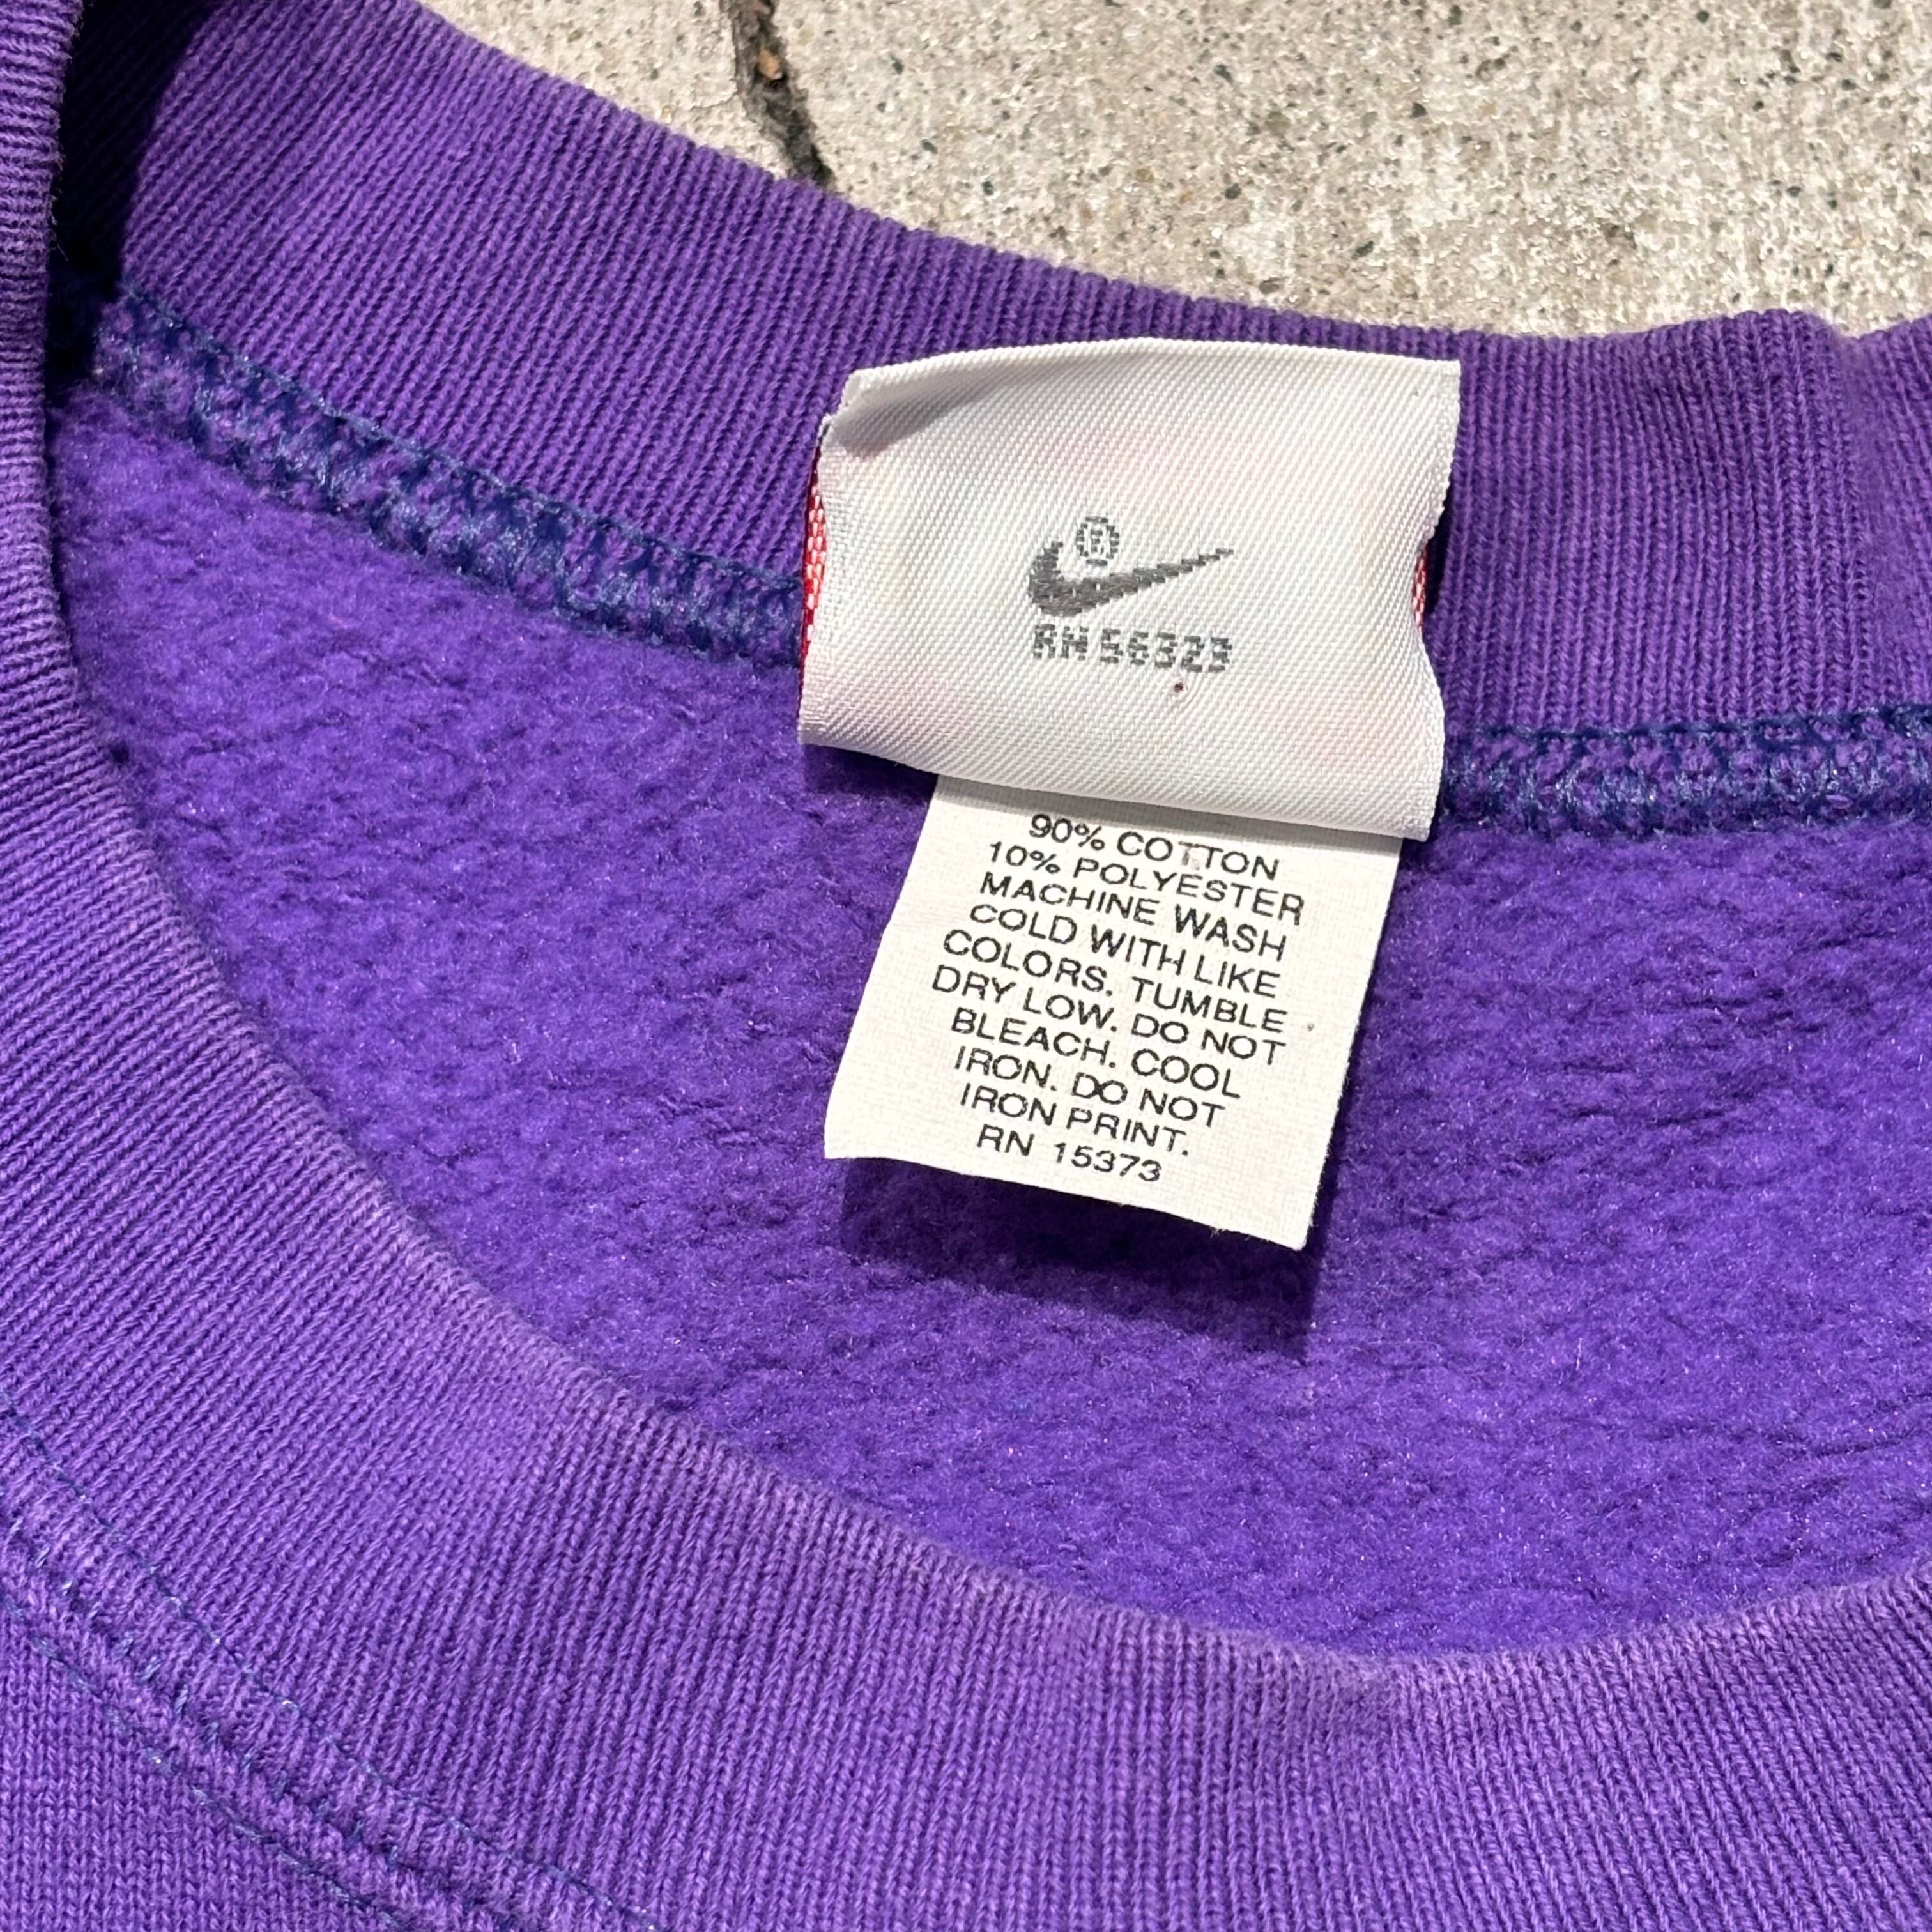 ®
RN 56323
90% COTTON
10% POLYESTER
MACHINE WASH
COLD WITH LIKE
COLORS. TUMBLE
DRY LOW. DO NOT
BLEACH. COOL
IRON. DO NOT
IRON PRINT.
RN 15373